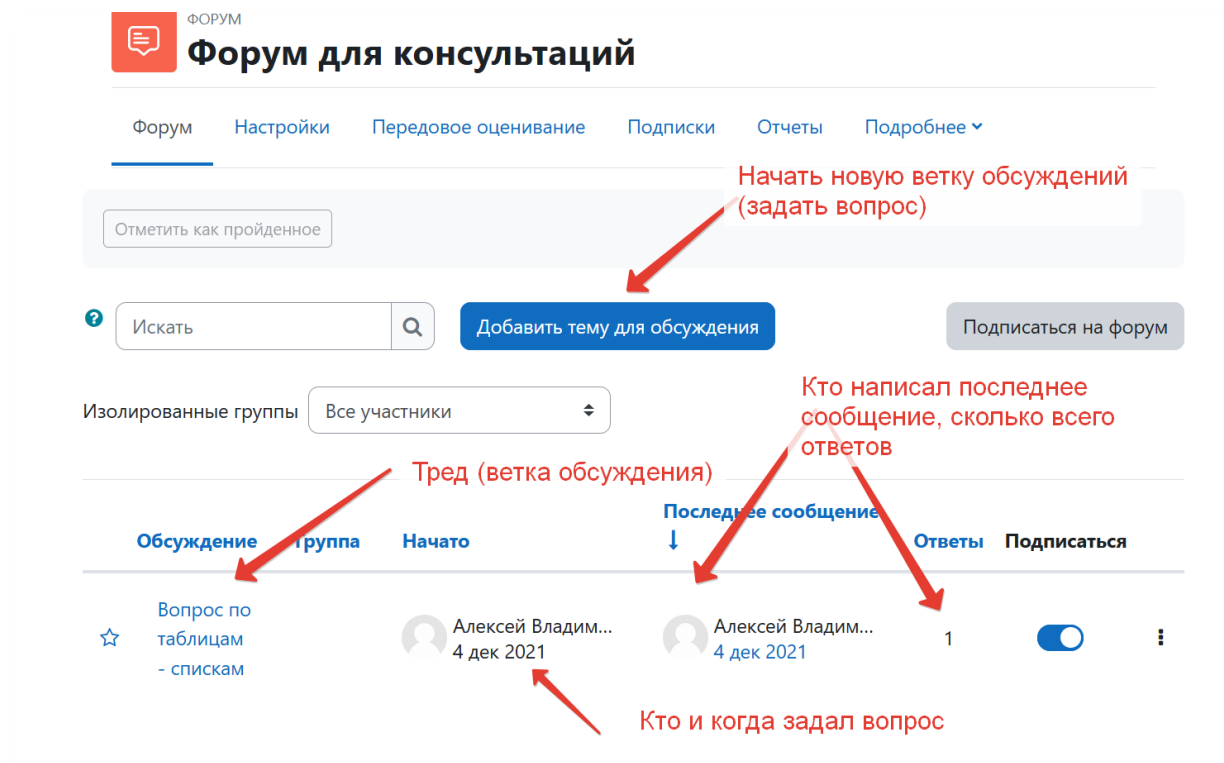 ФОРУМ
Форум для консультаций
Форум Настройки Передовое оценивание Подписки Отчеты Подробнее
Начать новую ветку обсуждений
(задать вопрос)
Отметить как пройденное
Искать
Добавить тему для обсуждения
Подписаться на форум
Изолированные группы Все участники
Кто написал последнее
сообщение, сколько всего
ответов
Тред (ветка обсуждения)
Обсуждение Группа Начато Последнее сообщение Ответы Подписаться
Вопрос по
таблицам
- спискам
Алексей Владим...
4 дек 2021
Алексей Владим...
4 дек 2021
1
Кто и когда задал вопрос